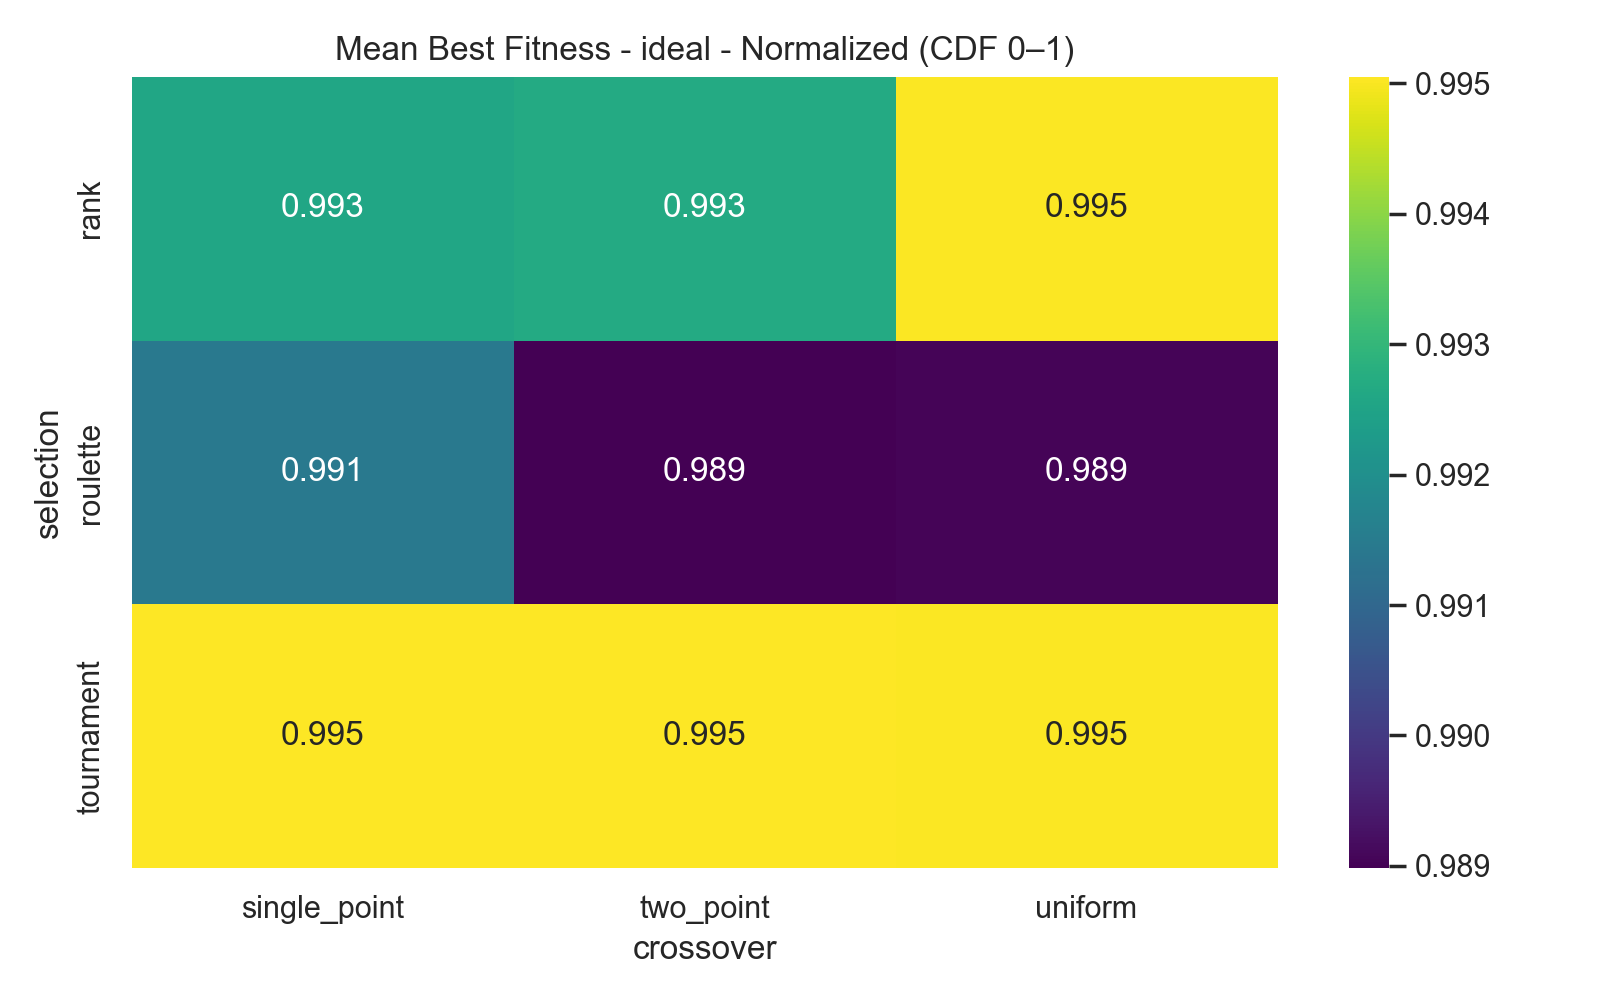 Mean Best Fitness - ideal - Normalized (CDF 0–1)
selection
rank
0.993 0.993 0.995
roulette
0.991 0.989 0.989
tournament
0.995 0.995 0.995
single_point two_point uniform
crossover
0.995
0.994
0.993
0.992
0.991
0.990
0.989